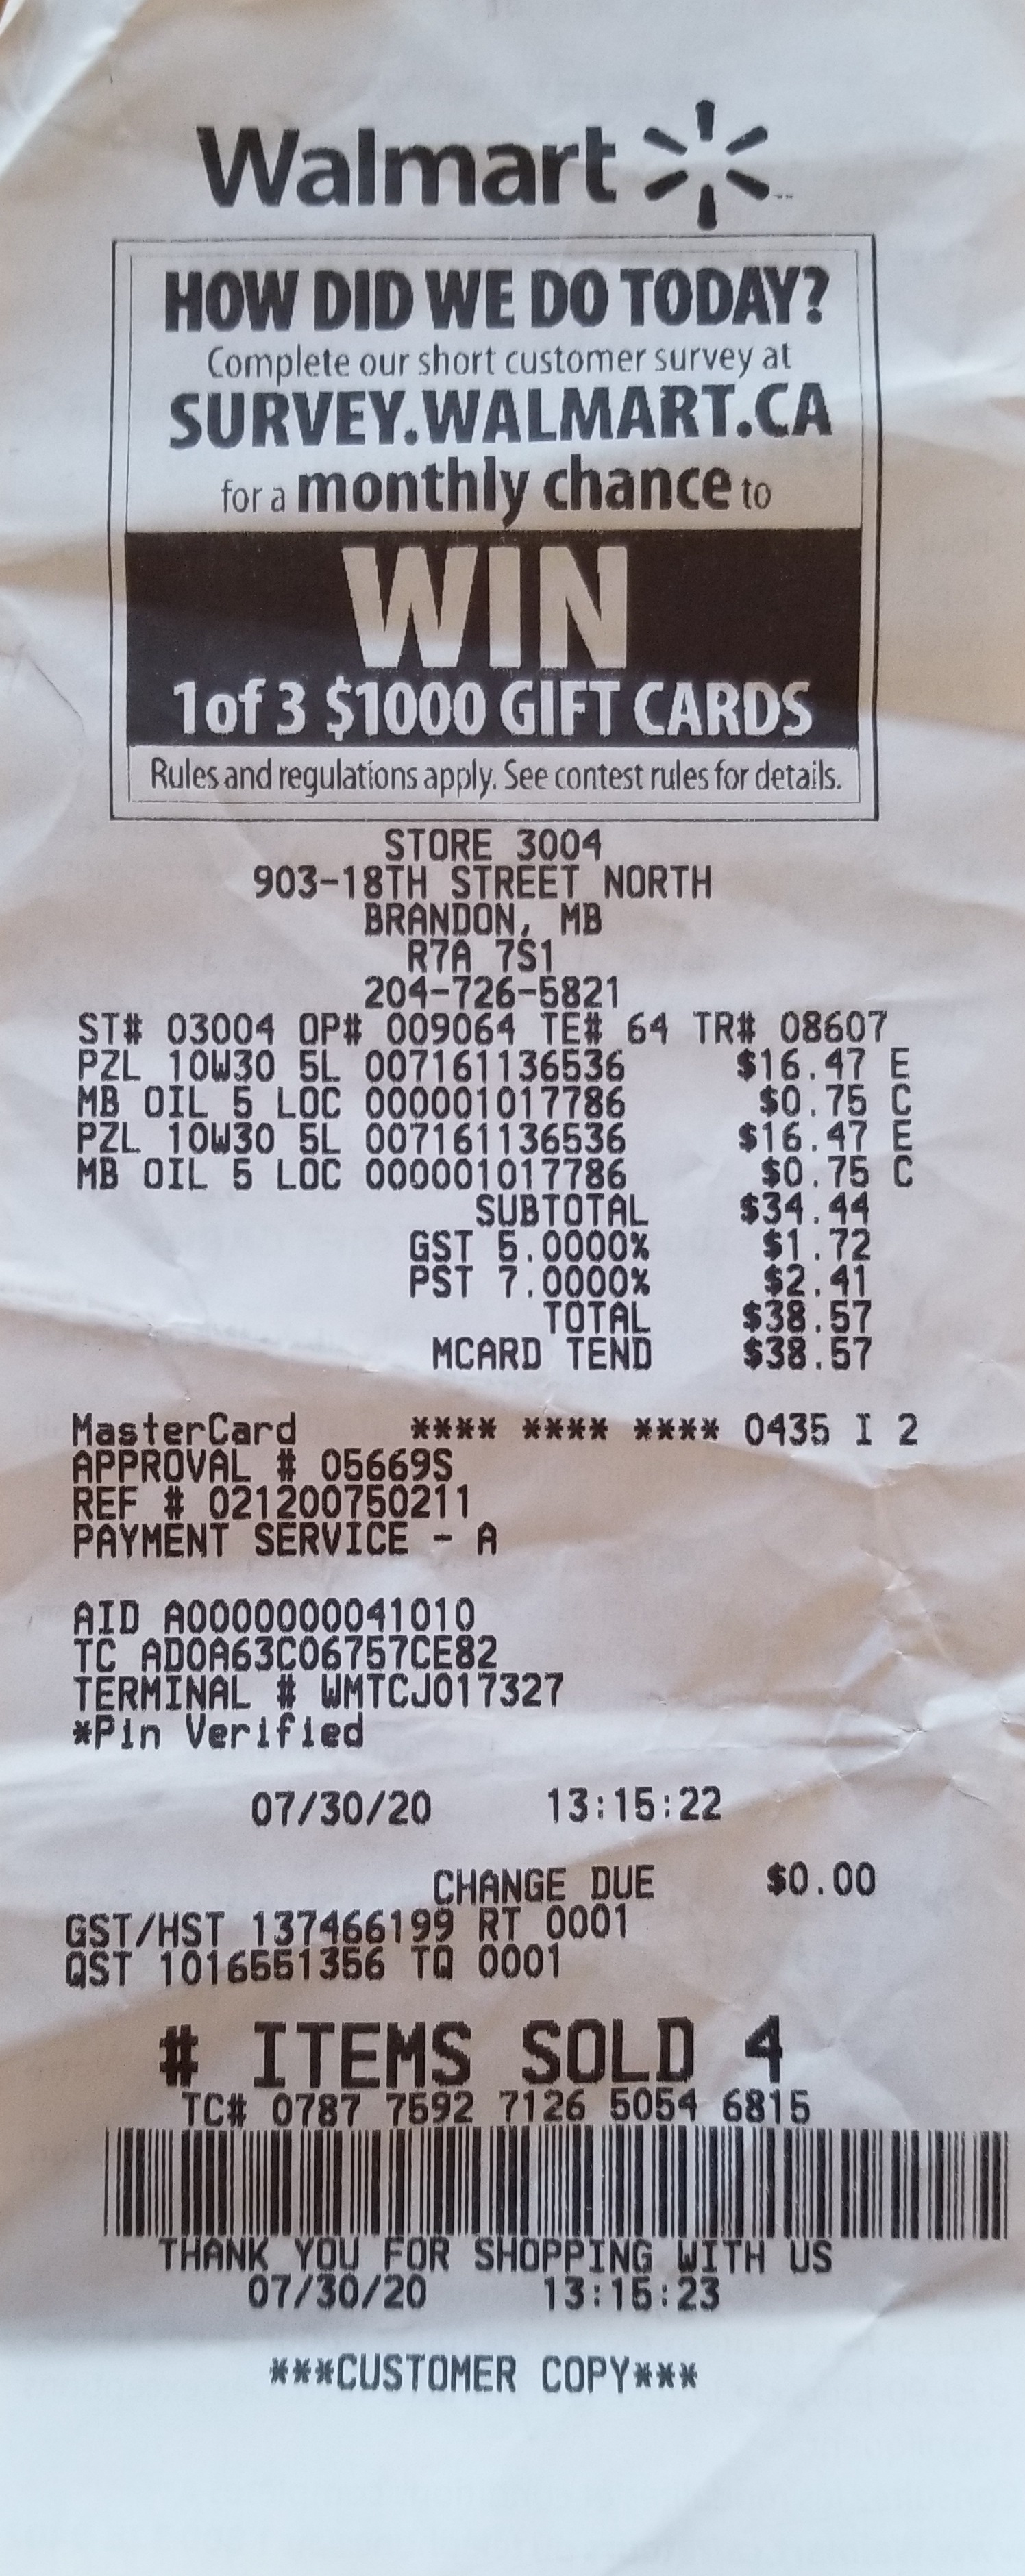 Walmart
HOW DID WE DO TODAY?
Complete our short customer survey at
SURVEY.WALMART.CA
for a monthly chance to
WIN
1 of 3 $1000 GIFT CARDS
Rules and regulations apply. See contest rules for details.
STORE 3004
903-18TH STREET NORTH
BRANDON, MB
R7A 7S1
204-726-5821
ST# 03004 OP# 009064 TE# 64 TR# 08607
PZL 10W30 5L 007161136536 $16.47 E
MB OIL 5 LOC 000001017786 $0.75 C
PZL 10W30 5L 007161136536 $16.47 E
MB OIL 5 LOC 000001017786 $0.75 C
SUBTOTAL $34.44
GST 5.0000% $1.72
PST 7.0000% $2.41
TOTAL $38.57
MCARD TEND $38.57
MasterCard **** **** **** 0435 I 2
APPROVAL # 05669S
REF # 021200750211
PAYMENT SERVICE - A
AID A0000000041010
TC AD0A63C06757CE82
TERMINAL # WMTCJ017327
*Pin Verified
07/30/20 13:15:22
CHANGE DUE $0.00
GST/HST 137466199 RT 0001
QST 1016551356 TQ 0001
# ITEMS SOLD 4
TC# 0787 7592 7126 5054 6815
THANK YOU FOR SHOPPING WITH US
07/30/20 13:15:23
***CUSTOMER COPY***